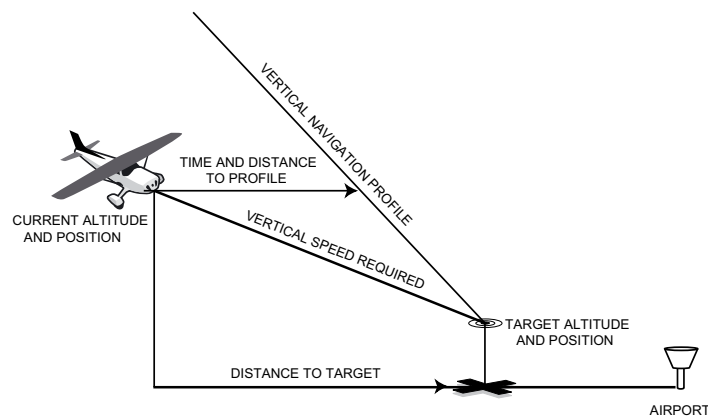 VERTICAL NAVIGATION PROFILE
TIME AND DISTANCE
TO PROFILE
CURRENT ALTITUDE
AND POSITION
VERTICAL SPEED REQUIRED
TARGET ALTITUDE
AND POSITION
DISTANCE TO TARGET
AIRPORT